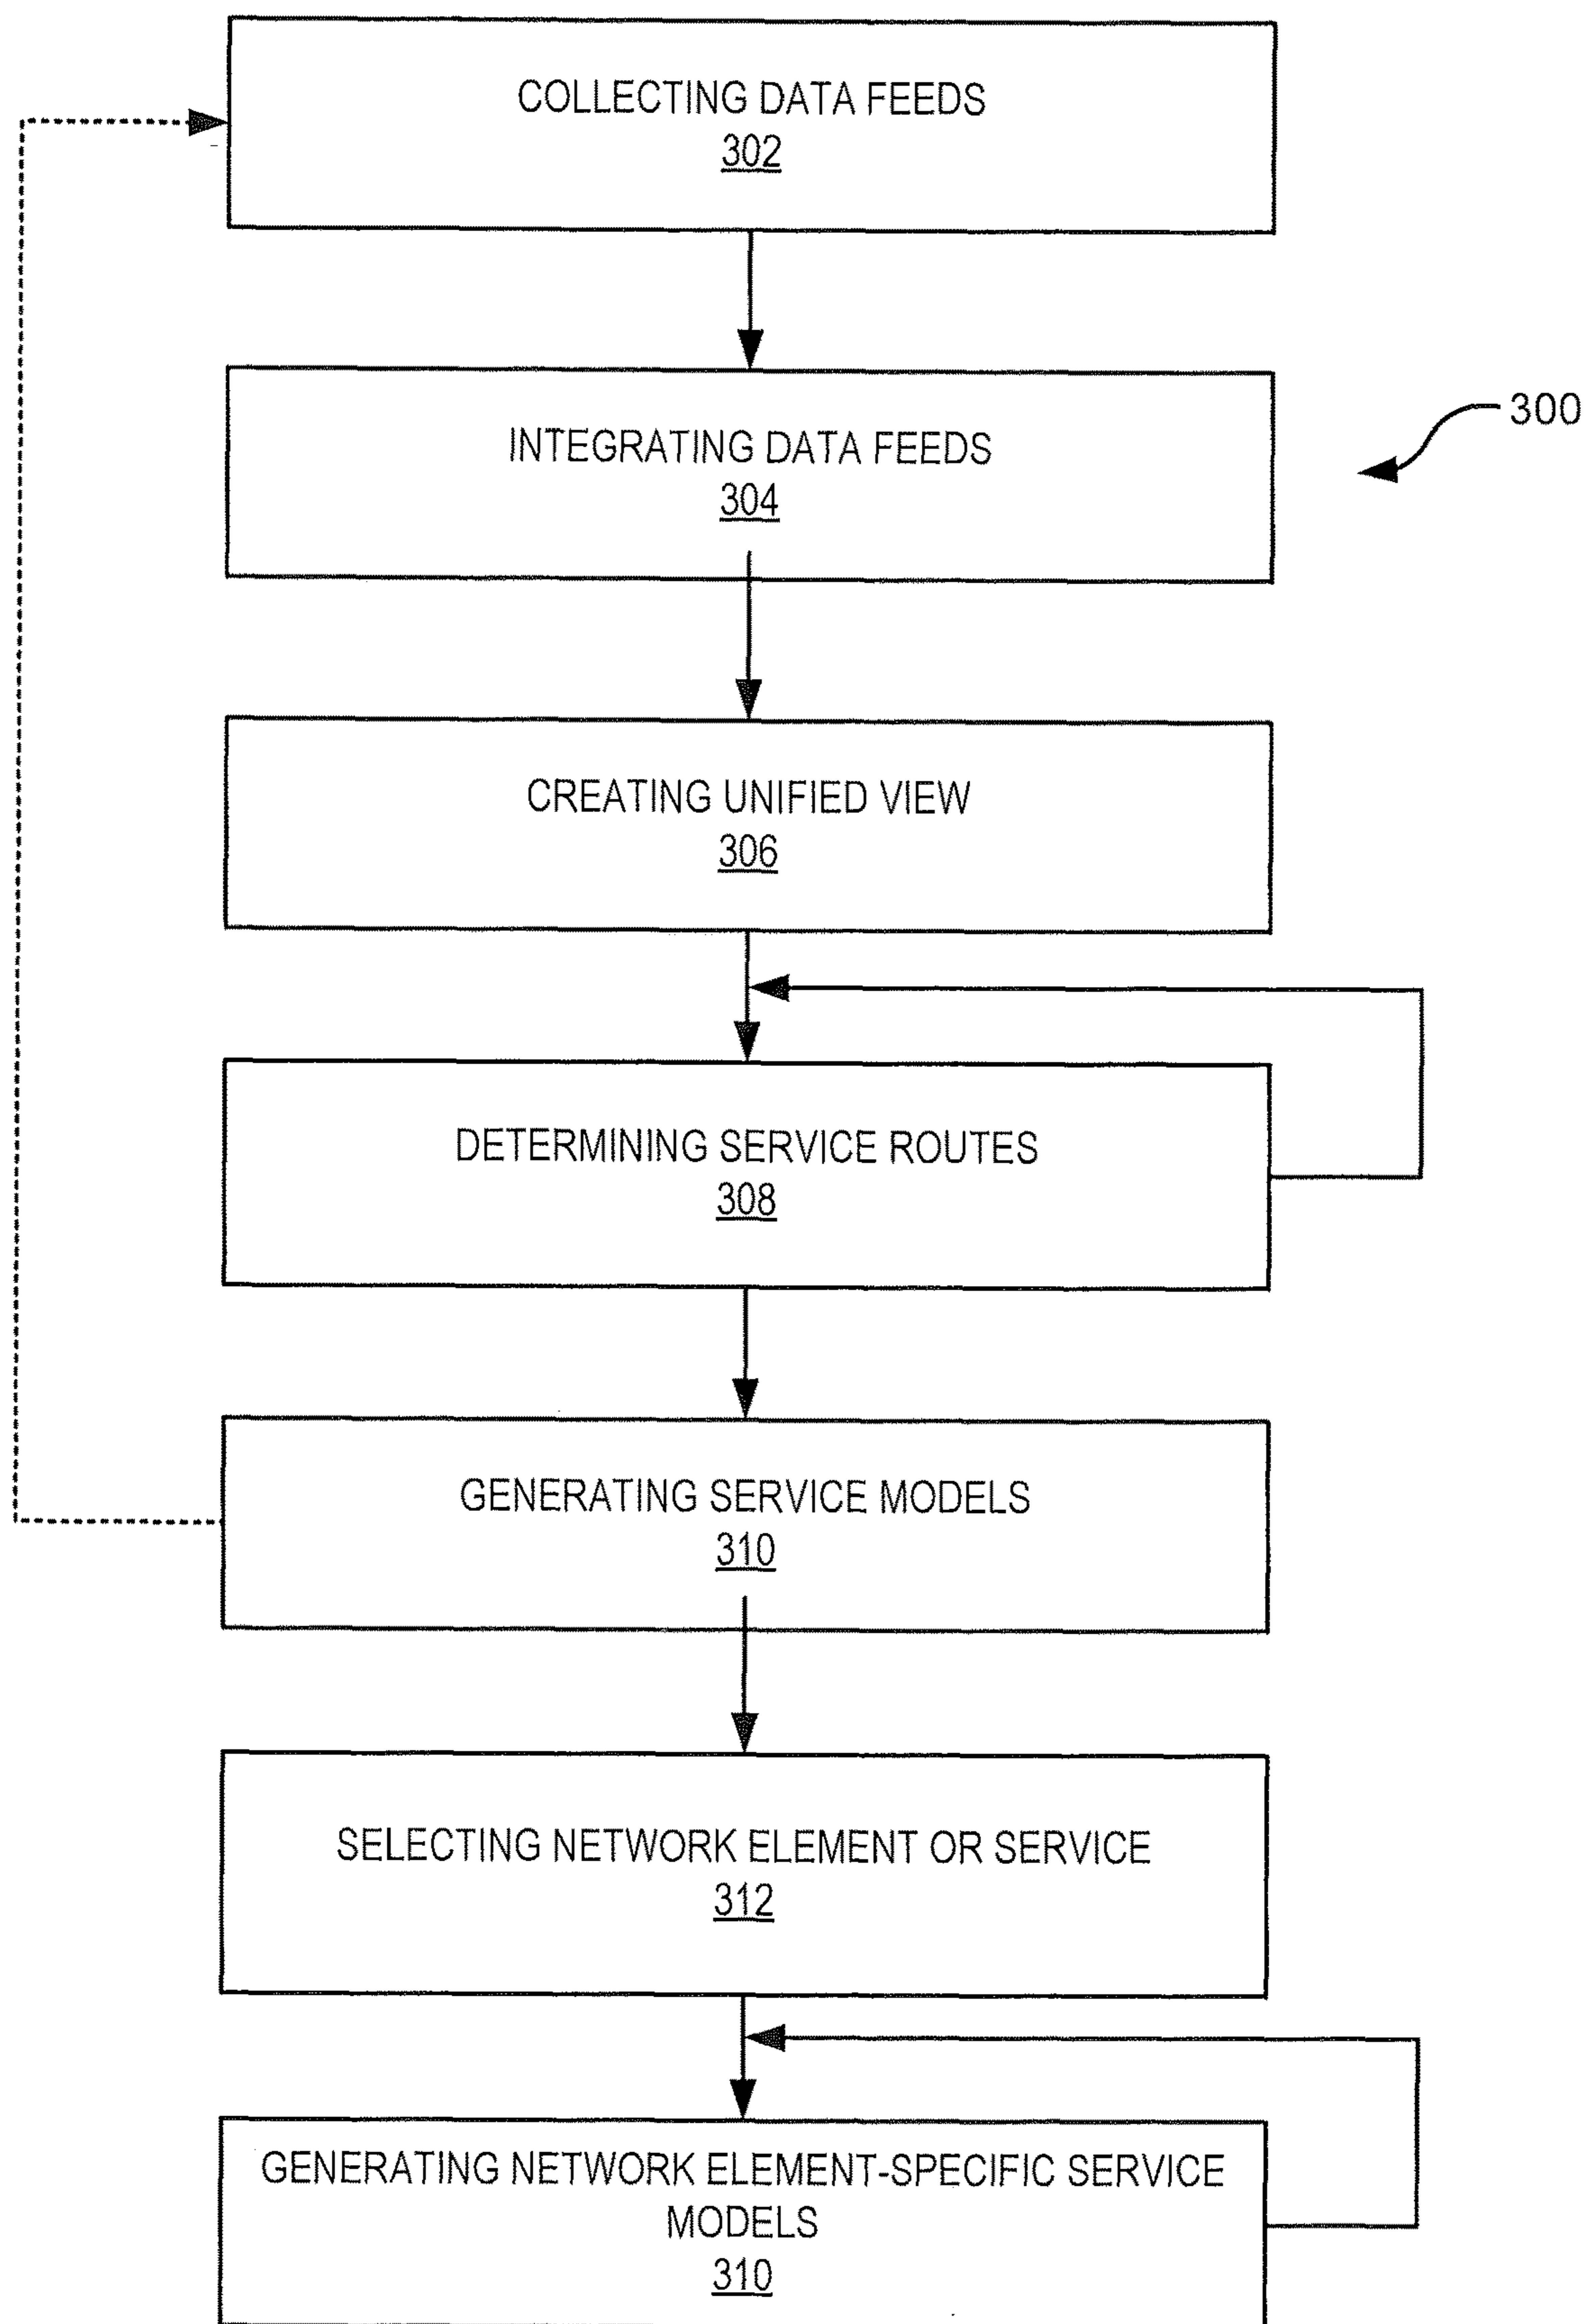 COLLECTING DATA FEEDS
302
INTEGRATING DATA FEEDS
304
300
CREATING UNIFIED VIEW
306
DETERMINING SERVICE ROUTES
308
GENERATING SERVICE MODELS
310
SELECTING NETWORK ELEMENT OR SERVICE
312
GENERATING NETWORK ELEMENT-SPECIFIC SERVICE
MODELS
310